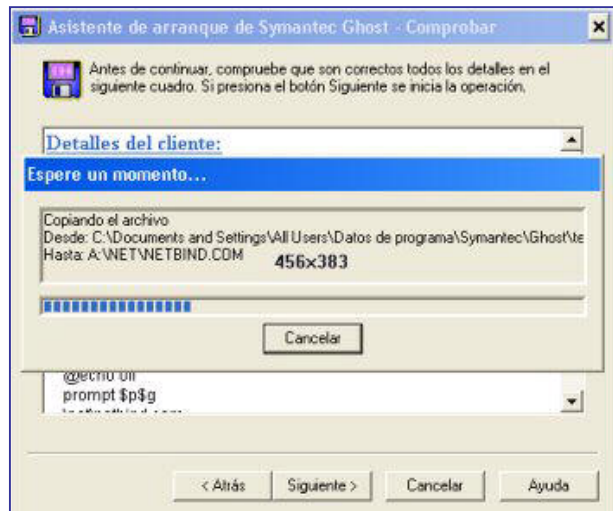 Asistente de arranque de Symantec Ghost - Comprobar
Antes de continuar, compruebe que son correctos todos los detalles en el
siguiente cuadro. Si presiona el botón Siguiente se inicia la operación.
Detalles del cliente:
Espere un momento...
Copiando el archivo
Desde: C:\Documents and Settings\All Users\Datos de programa\Symantec\Ghost\te
Hasta: A:\NET\NETBIND.COM
456x383
Cancelar
@echo off
prompt $p$g
< Atrás
Siguiente >
Cancelar
Ayuda